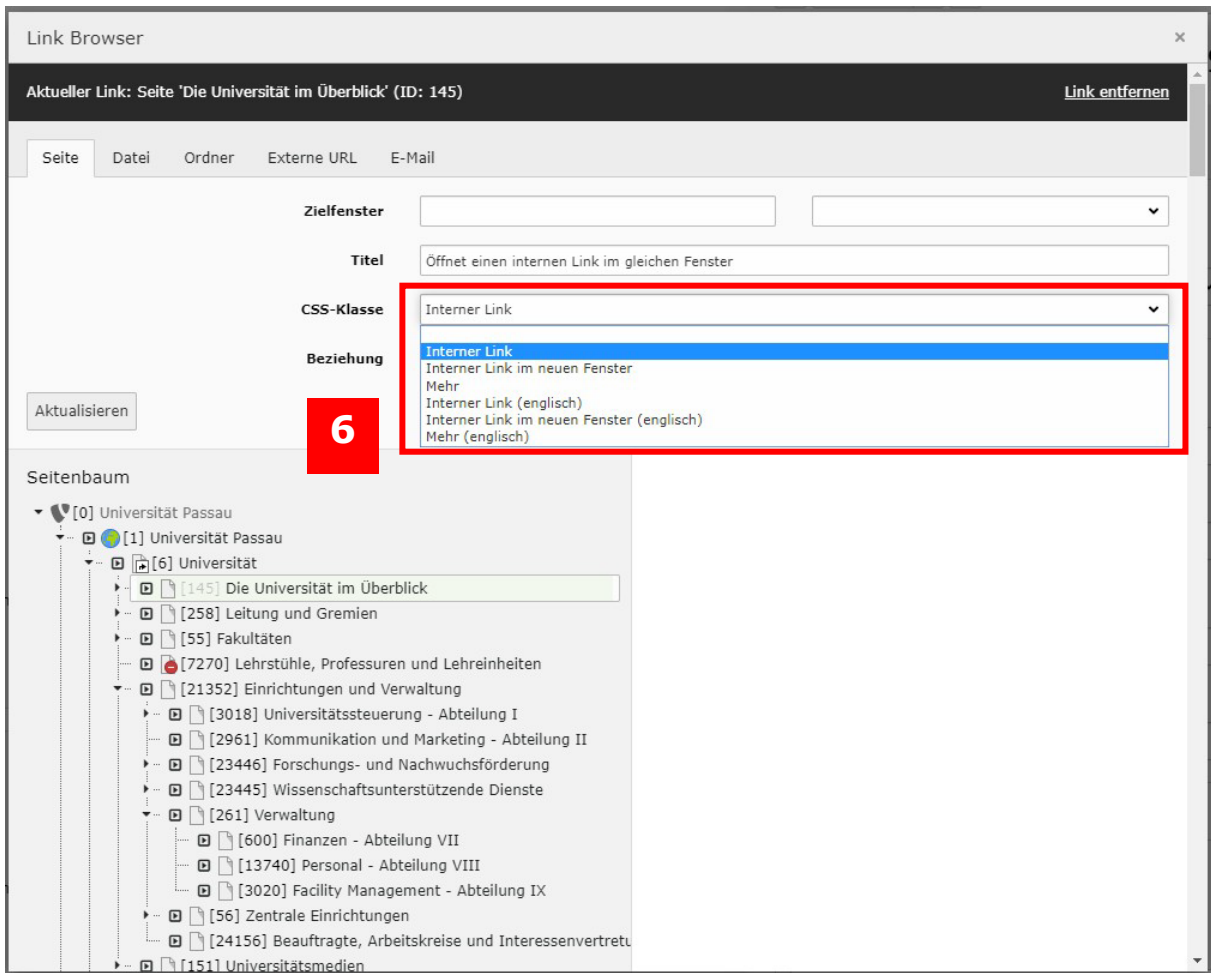 Link Browser ×
Aktueller Link: Seite 'Die Universität im Überblick' (ID: 145) Link entfernen
Seite Datei Ordner Externe URL E-Mail
Zielfenster
Titel Öffnet einen internen Link im gleichen Fenster
CSS-Klasse Interner Link
Beziehung
Interner Link
Interner Link im neuen Fenster
Mehr
Interner Link (englisch)
Interner Link im neuen Fenster (englisch)
Mehr (englisch)
Aktualisieren
6
Seitenbaum
[0] Universität Passau
[1] Universität Passau
[6] Universität
[145] Die Universität im Überblick
[258] Leitung und Gremien
[55] Fakultäten
[7270] Lehrstühle, Professuren und Lehreinheiten
[21352] Einrichtungen und Verwaltung
[3018] Universitätssteuerung - Abteilung I
[2961] Kommunikation und Marketing - Abteilung II
[23446] Forschungs- und Nachwuchsförderung
[23445] Wissenschaftsunterstützende Dienste
[261] Verwaltung
[600] Finanzen - Abteilung VII
[13740] Personal - Abteilung VIII
[3020] Facility Management - Abteilung IX
[56] Zentrale Einrichtungen
[24156] Beauftragte, Arbeitskreise und Interessenvertretu
[151] Universitätsmedien